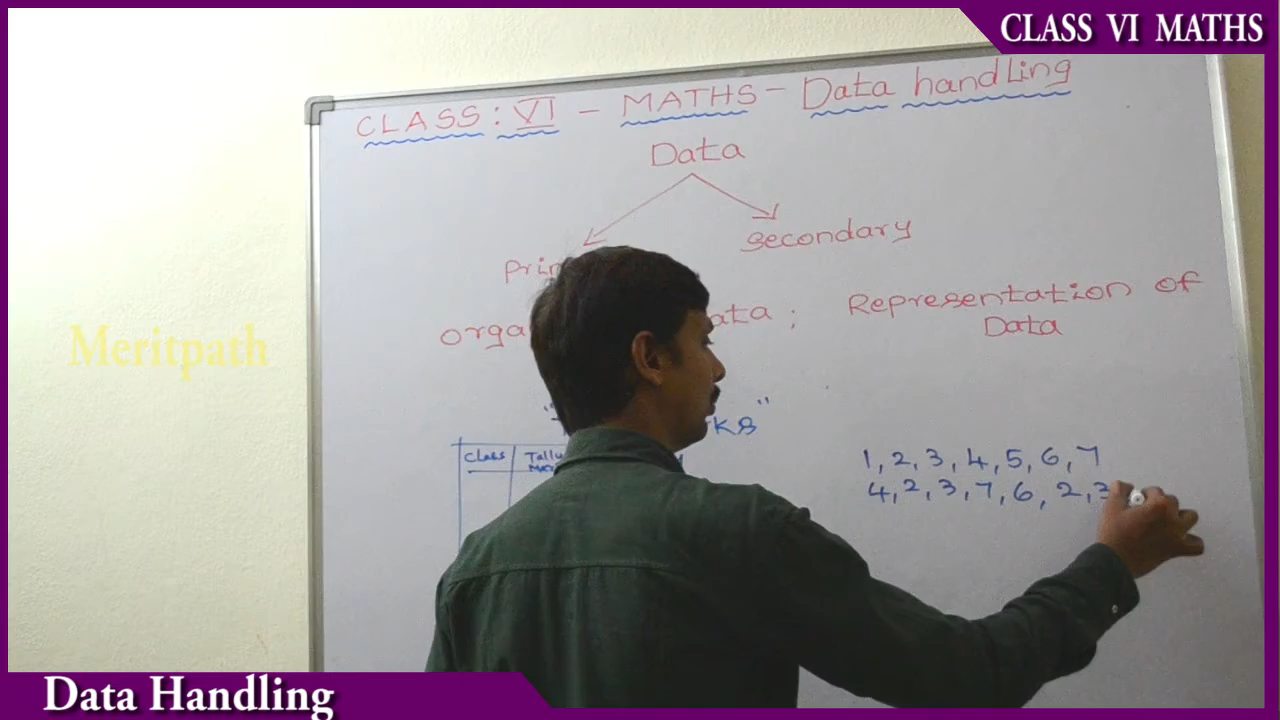 CLASS VI MATHS
CLASS: VI - MATHS - Data handling
Data
secondary
Representation of
Data
;
Meritpath
Class
1, 2, 3, 4, 5, 6, 7
4, 2, 3, 7, 6, 2, 3
Data Handling